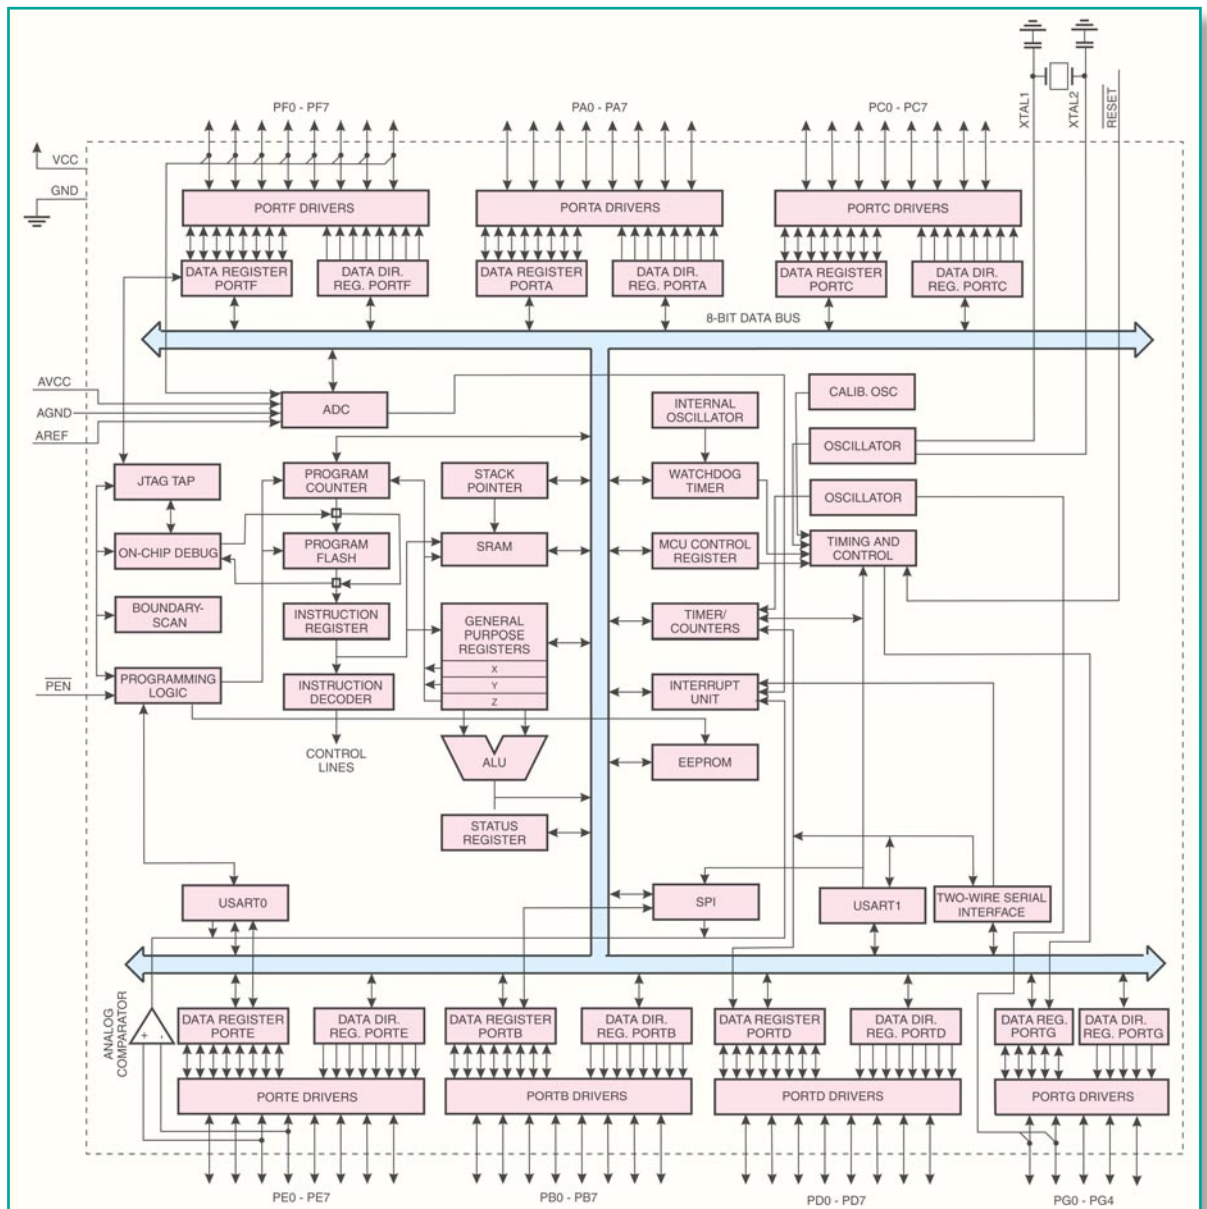 XTAL1
XTAL2
RESET
PF0 - PF7
PA0 - PA7
PC0 - PC7
VCC
GND
PORTF DRIVERS
PORTA DRIVERS
PORTC DRIVERS
DATA REGISTER
PORTF
DATA DIR.
REG. PORTF
DATA REGISTER
PORTA
DATA DIR.
REG. PORTA
DATA REGISTER
PORTC
DATA DIR.
REG. PORTC
8-BIT DATA BUS
AVCC
AGND
AREF
ADC
INTERNAL
OSCILLATOR
CALIB. OSC
OSCILLATOR
JTAG TAP
PROGRAM
COUNTER
STACK
POINTER
WATCHDOG
TIMER
OSCILLATOR
ON-CHIP DEBUG
PROGRAM
FLASH
SRAM
MCU CONTROL
REGISTER
TIMING AND
CONTROL
BOUNDARY-
SCAN
INSTRUCTION
REGISTER
GENERAL
PURPOSE
REGISTERS
X
Y
Z
TIMER/
COUNTERS
PEN
PROGRAMMING
LOGIC
INSTRUCTION
DECODER
INTERRUPT
UNIT
CONTROL
LINES
ALU
EEPROM
STATUS
REGISTER
USART0
SPI
USART1
TWO-WIRE SERIAL
INTERFACE
ANALOG
COMPARATOR
+
-
DATA REGISTER
PORTE
DATA DIR.
REG. PORTE
DATA REGISTER
PORTB
DATA DIR.
REG. PORTB
DATA REGISTER
PORTD
DATA DIR.
REG. PORTD
DATA REG.
PORTG
DATA DIR.
REG. PORTG
PORTE DRIVERS
PORTB DRIVERS
PORTD DRIVERS
PORTG DRIVERS
PE0 - PE7
PB0 - PB7
PD0 - PD7
PG0 - PG4